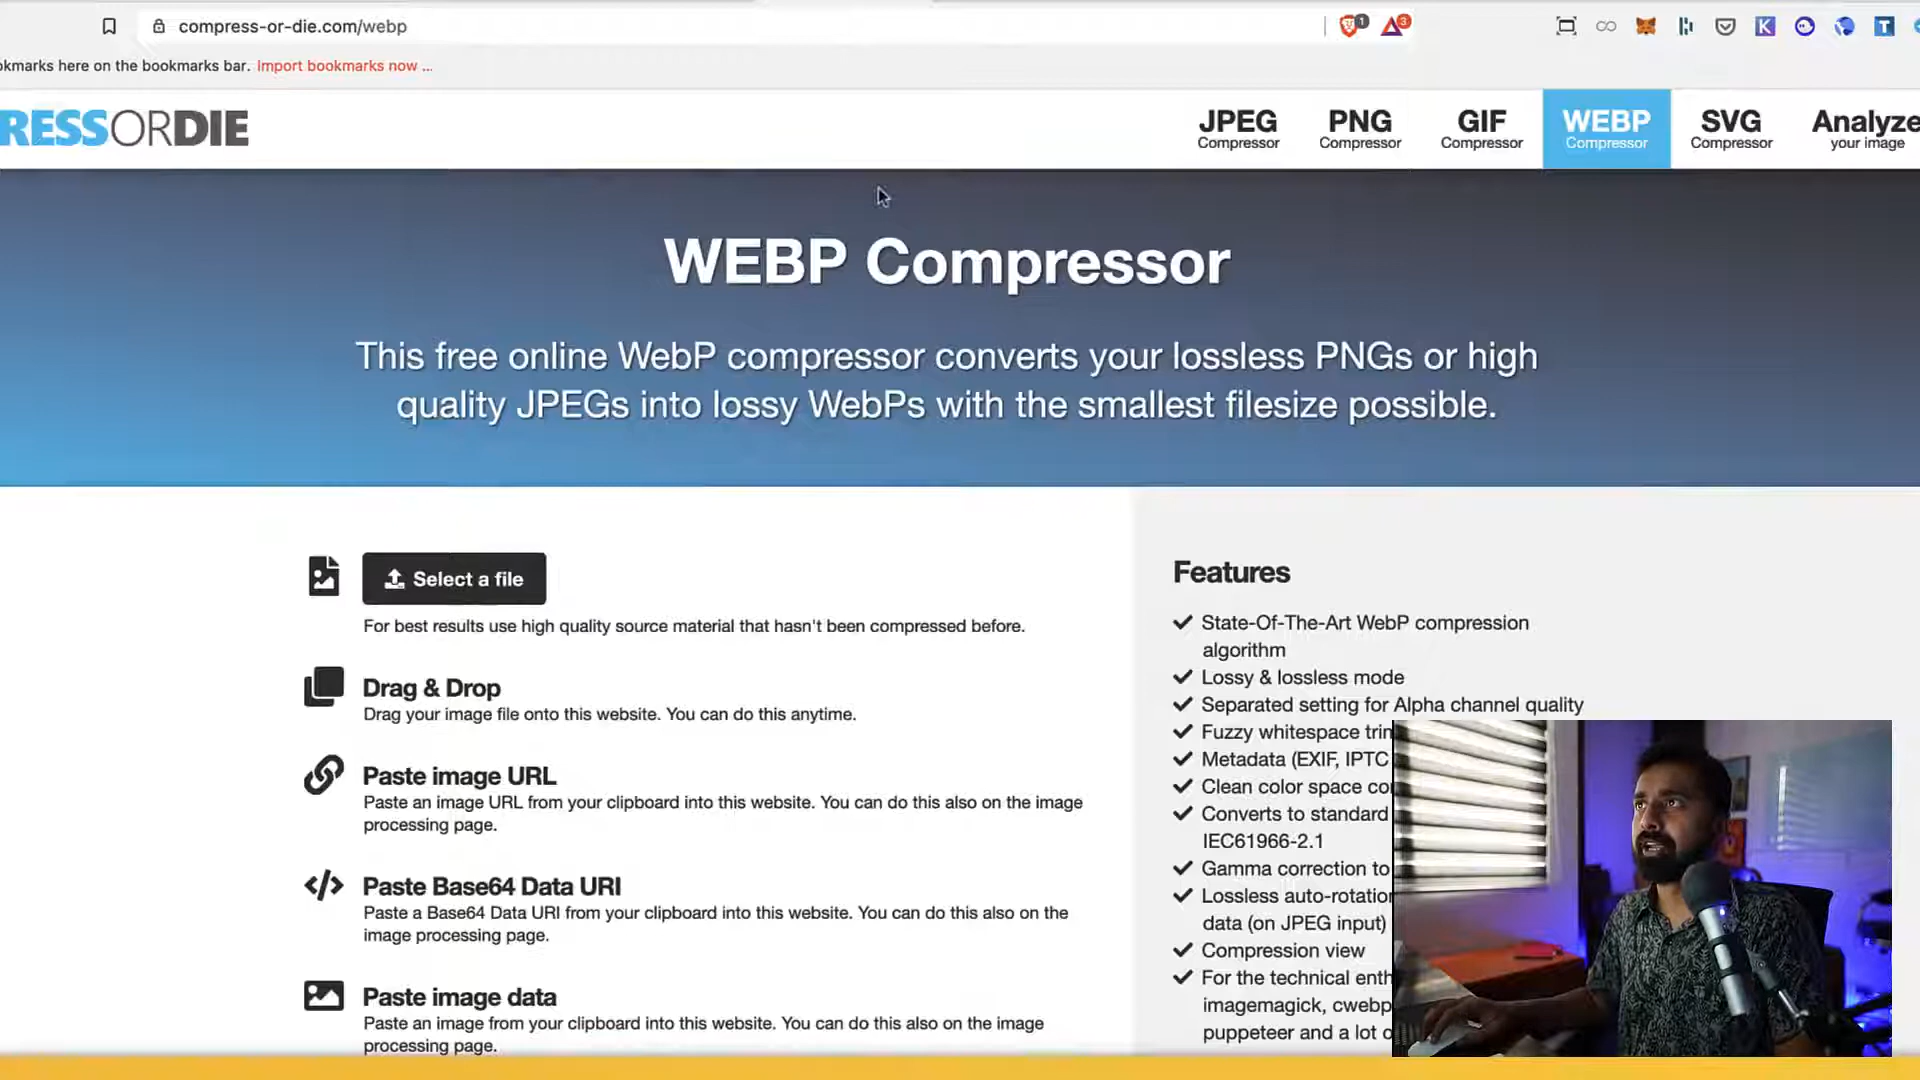 compress-or-die.com/webp
1
3
K
T
okmarks here on the bookmarks bar. Import bookmarks now ...
RESSORDIE
JPEG
Compressor
PNG
Compressor
GIF
Compressor
WEBP
Compressor
SVG
Compressor
Analyze
your image
WEBP Compressor
This free online WebP compressor converts your lossless PNGs or high
quality JPEGs into lossy WebPs with the smallest filesize possible.
Select a file
For best results use high quality source material that hasn't been compressed before.
Drag & Drop
Drag your image file onto this website. You can do this anytime.
Paste image URL
Paste an image URL from your clipboard into this website. You can do this also on the image
processing page.
Paste Base64 Data URI
Paste a Base64 Data URI from your clipboard into this website. You can do this also on the
image processing page.
Paste image data
Paste an image from your clipboard into this website. You can do this also on the image
processing page.
Features
State-Of-The-Art WebP compression
algorithm
Lossy & lossless mode
Separated setting for Alpha channel quality
Fuzzy whitespace trin
Metadata (EXIF, IPTC
Clean color space co
Converts to standard
IEC61966-2.1
Gamma correction to
Lossless auto-rotation
data (on JPEG input)
Compression view
For the technical enth
imagemagick, cwebp
puppeteer and a lot o